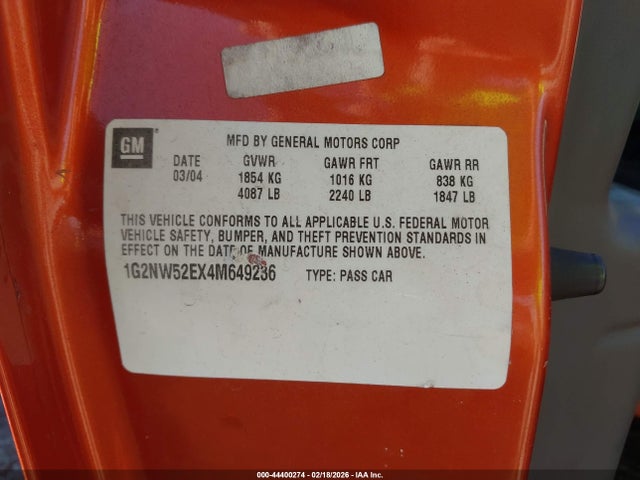 GM
MFD BY GENERAL MOTORS CORP
DATE GVWR GAWR FRT GAWR RR
03/04 1854 KG 1016 KG 838 KG
4087 LB 2240 LB 1847 LB
THIS VEHICLE CONFORMS TO ALL APPLICABLE U.S. FEDERAL MOTOR
VEHICLE SAFETY, BUMPER, AND THEFT PREVENTION STANDARDS IN
EFFECT ON THE DATE OF MANUFACTURE SHOWN ABOVE.
1G2NW52EX4M649236 TYPE: PASS CAR
000-44400274 - 02/18/2026 - IAA Inc.